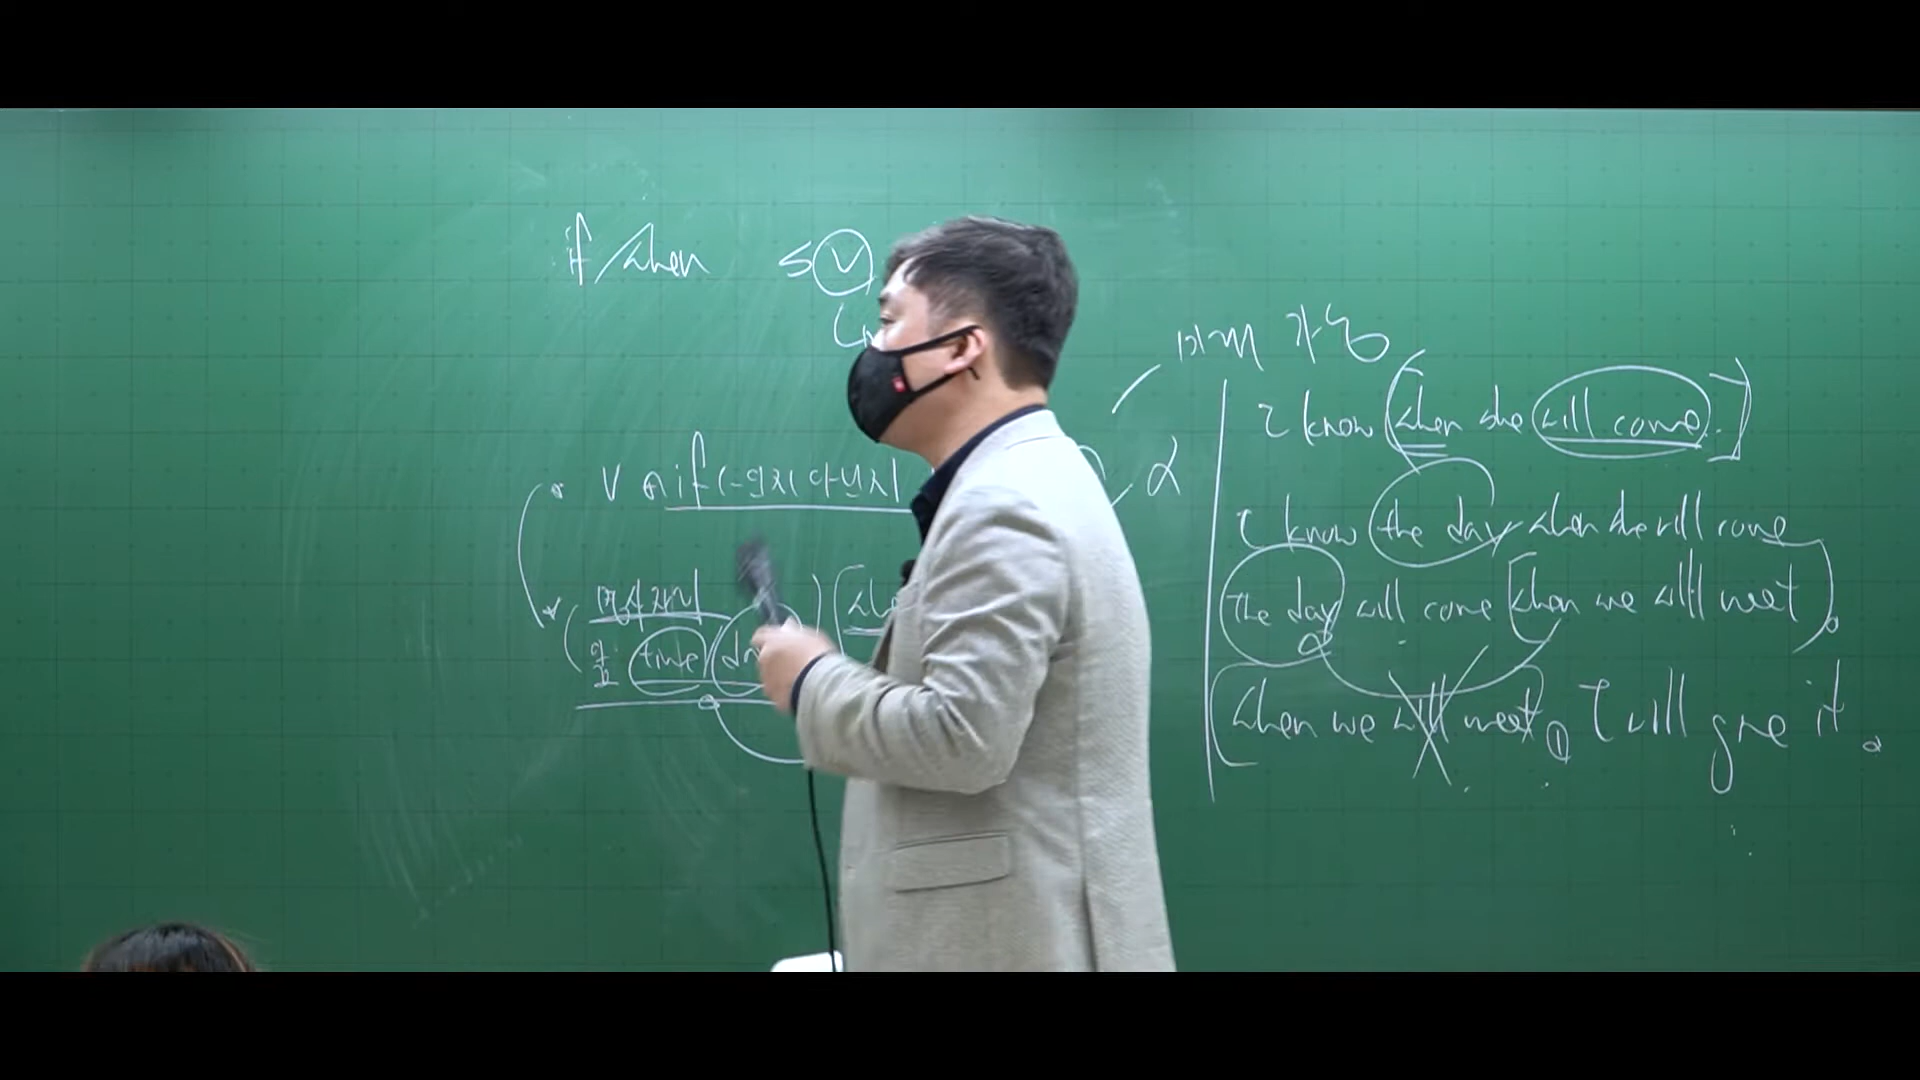 if / when S V
미래 가능
V A if (~인지 아닌지) α
명사자리
time / day
I know [when she will come.]
I know the day when she will come
The day will come [when we will meet].
(when we will meet, I will give it.